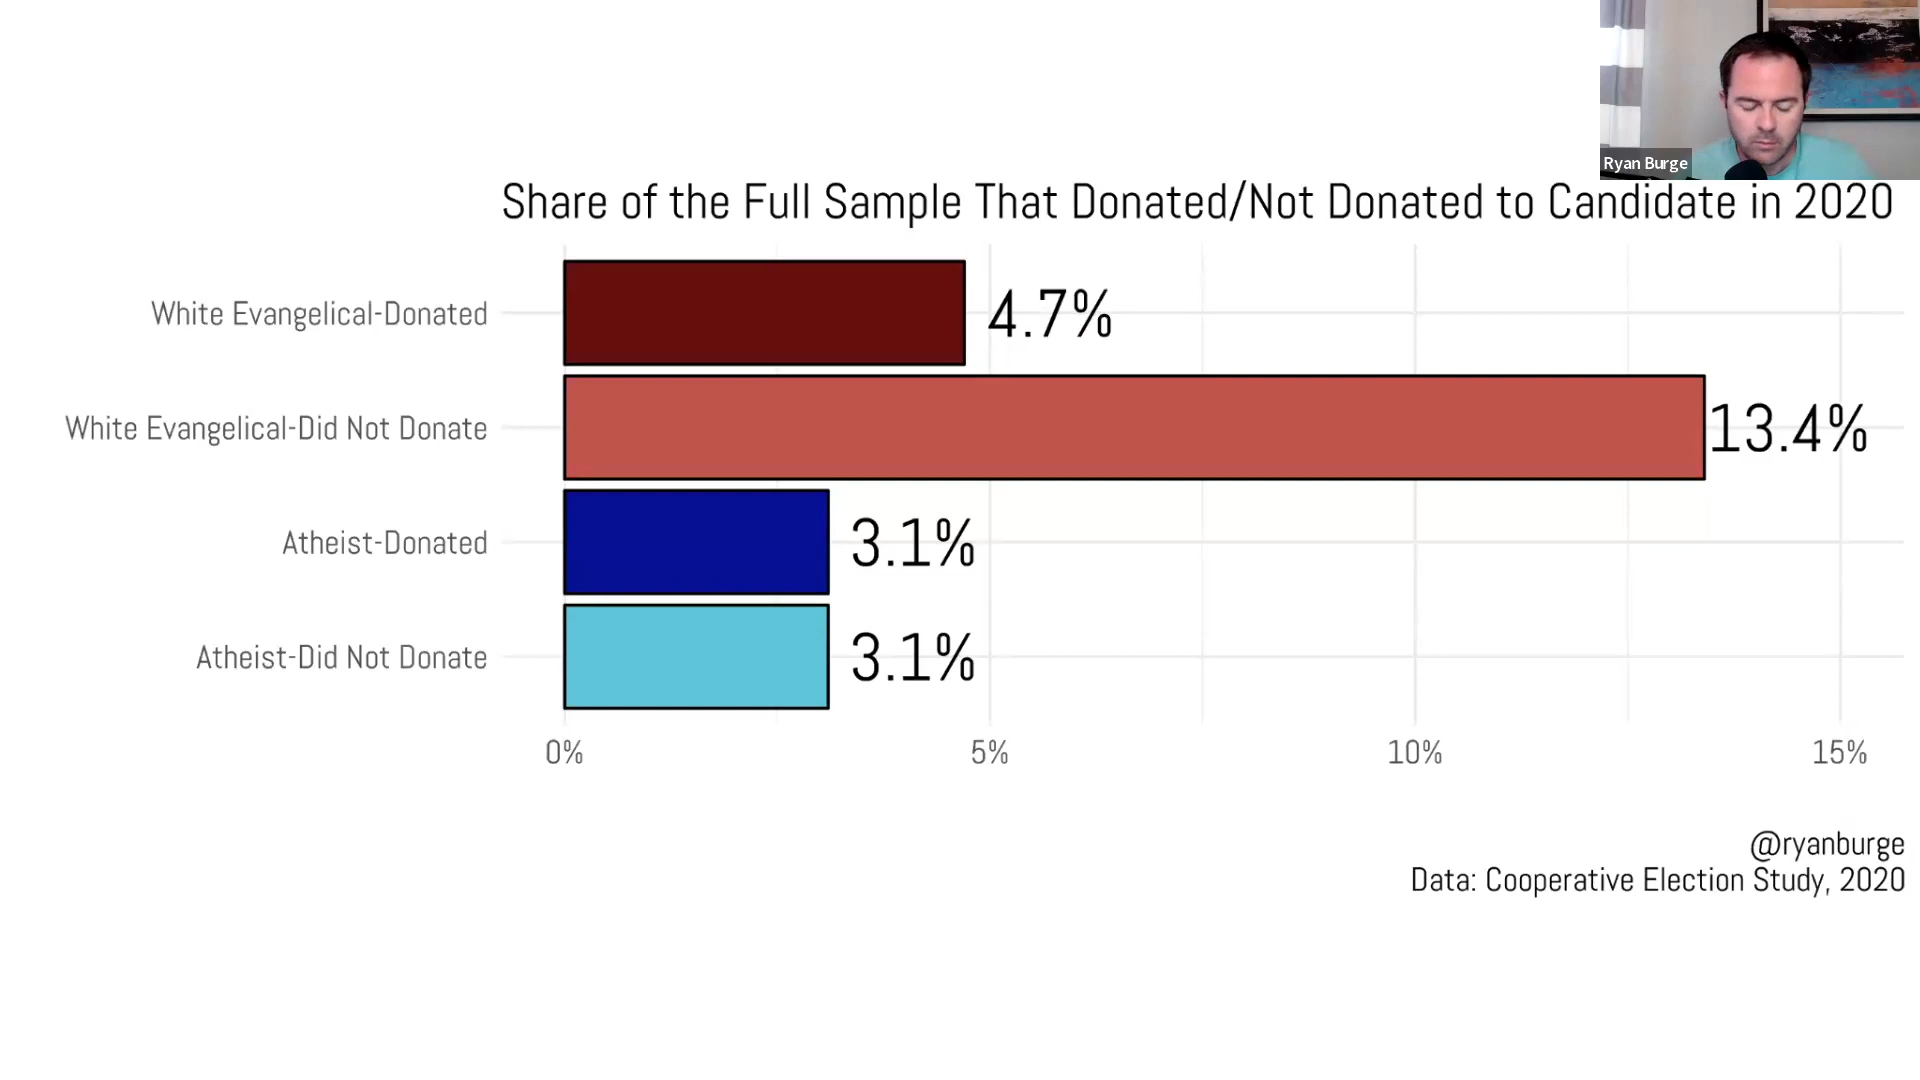 Ryan Burge
Share of the Full Sample That Donated/Not Donated to Candidate in 2020
White Evangelical-Donated
4.7%
White Evangelical-Did Not Donate
13.4%
Atheist-Donated
3.1%
Atheist-Did Not Donate
3.1%
0%
5%
10%
15%
@ryanburge
Data: Cooperative Election Study, 2020